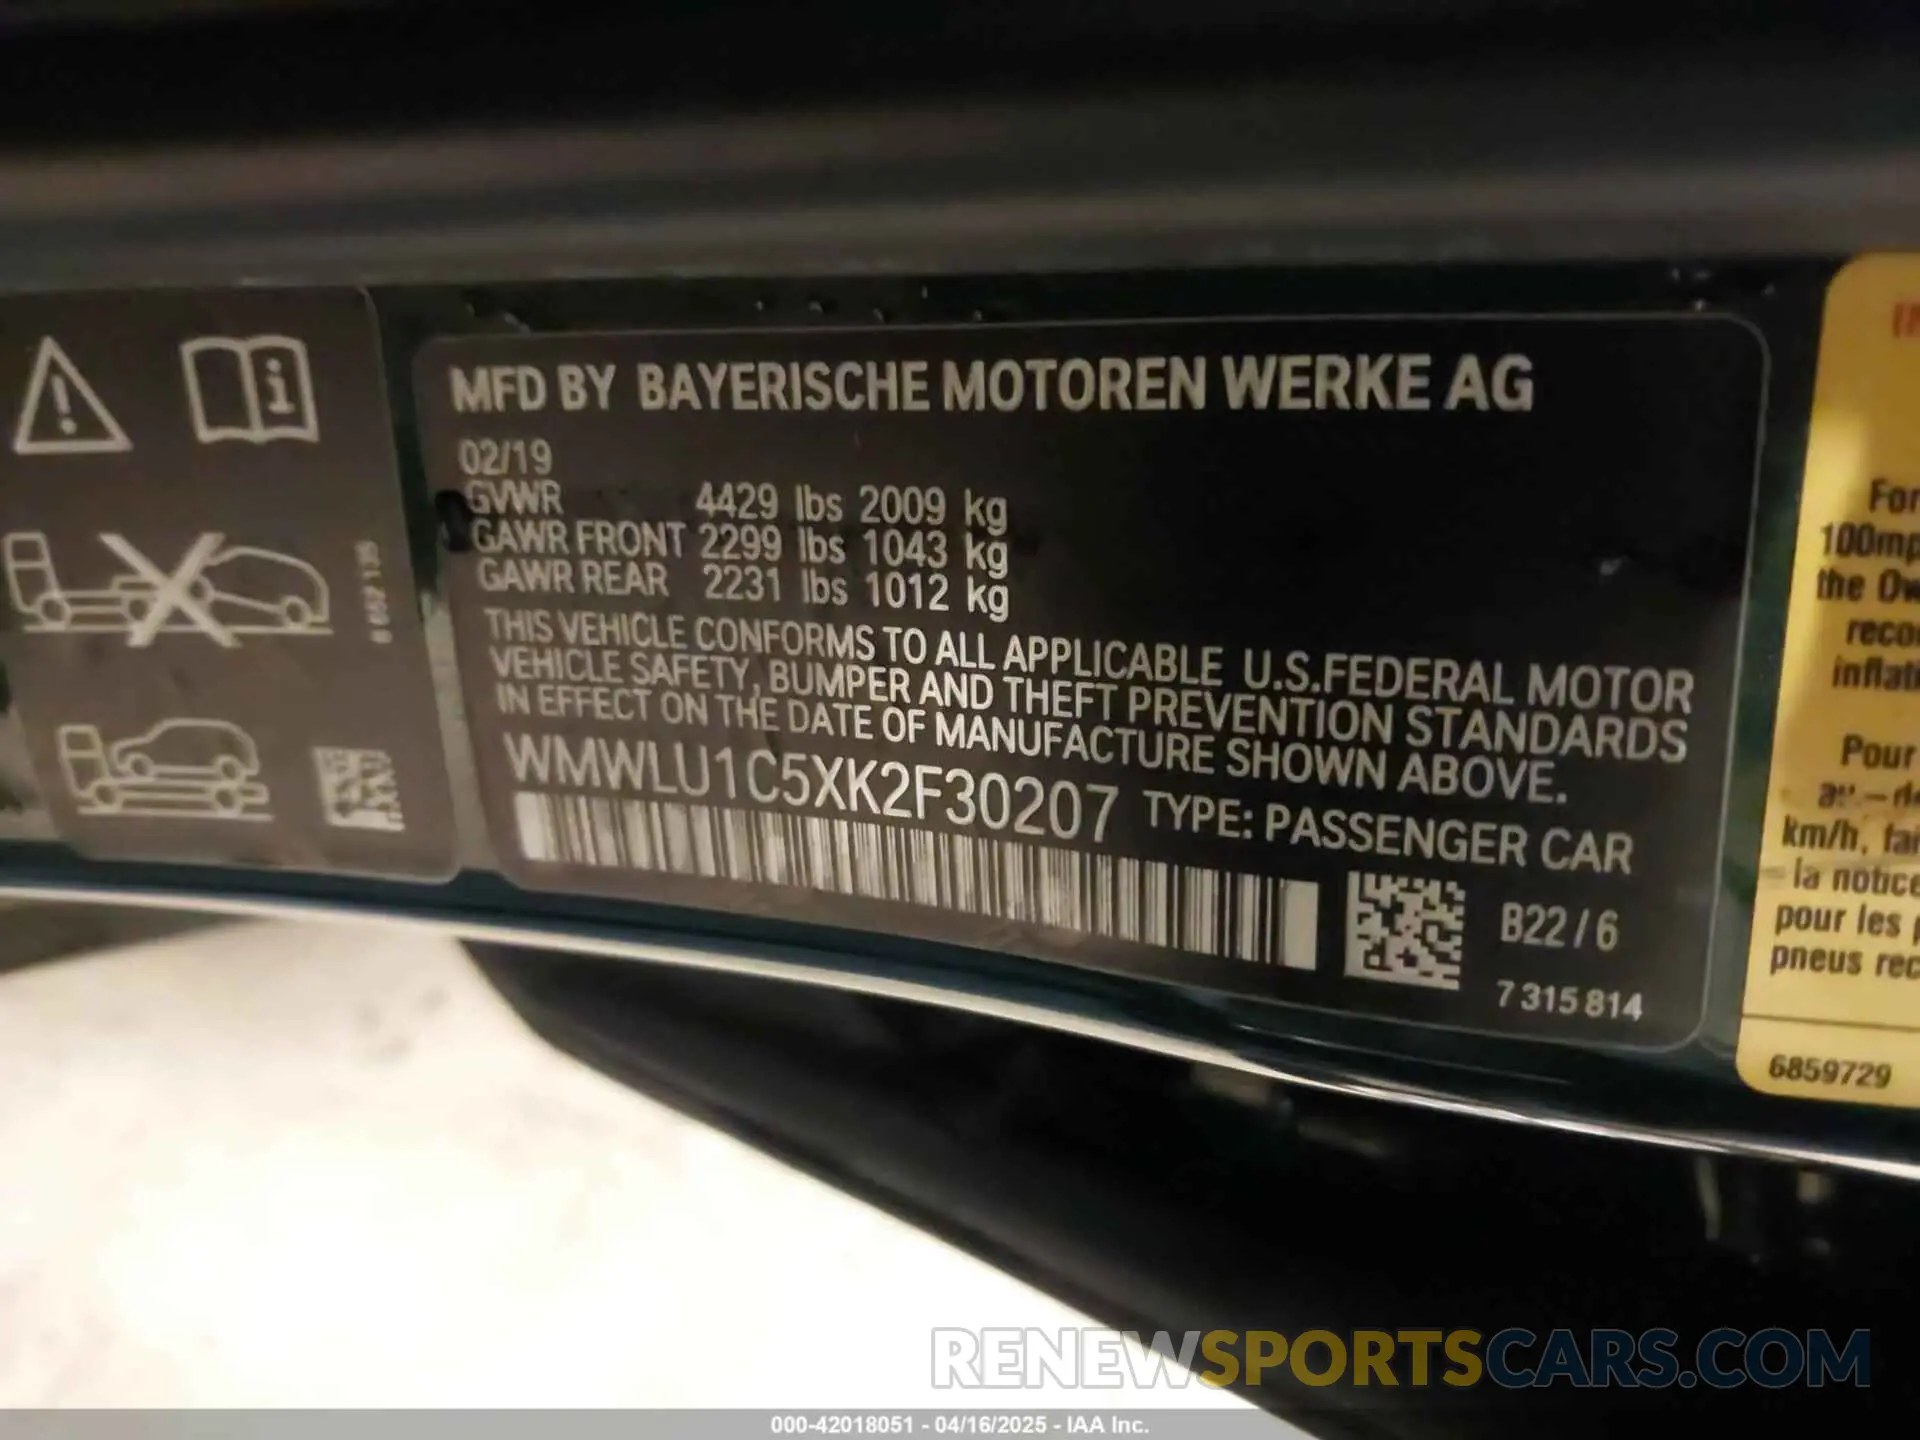 MFD BY BAYERISCHE MOTOREN WERKE AG
02/19
GVWR 4429 lbs 2009 kg
GAWR FRONT 2299 lbs 1043 kg
GAWR REAR 2231 lbs 1012 kg
THIS VEHICLE CONFORMS TO ALL APPLICABLE U.S.FEDERAL MOTOR
VEHICLE SAFETY, BUMPER AND THEFT PREVENTION STANDARDS
IN EFFECT ON THE DATE OF MANUFACTURE SHOWN ABOVE.
WMWLU1C5XK2F30207 TYPE: PASSENGER CAR
B22 / 6
7 315 814
For
100mp
the Ow
reco
inflati
Pour
km/h, fai
la notice
pour les p
pneus rec
6859729
RENEWSPORTSCARS.COM
000-42018051 - 04/16/2025 - IAA Inc.